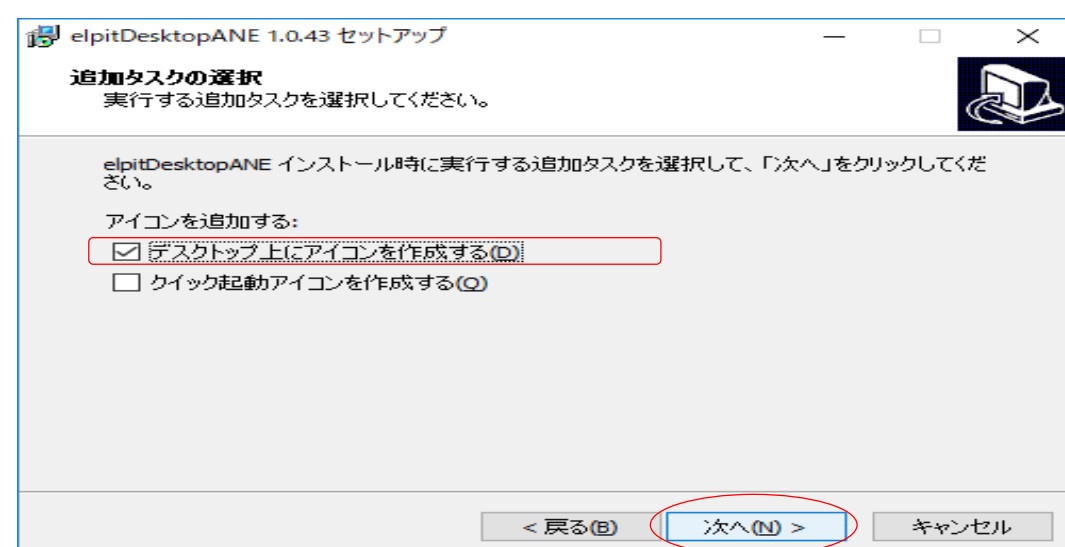 elpitDesktopANE 1.0.43 セットアップ
追加タスクの選択
実行する追加タスクを選択してください。
elpitDesktopANE インストール時に実行する追加タスクを選択して、「次へ」をクリックしてくだ
さい。
アイコンを追加する:
デスクトップ上にアイコンを作成する(D)
クイック起動アイコンを作成する(Q)
< 戻る(B) 次へ(N) > キャンセル